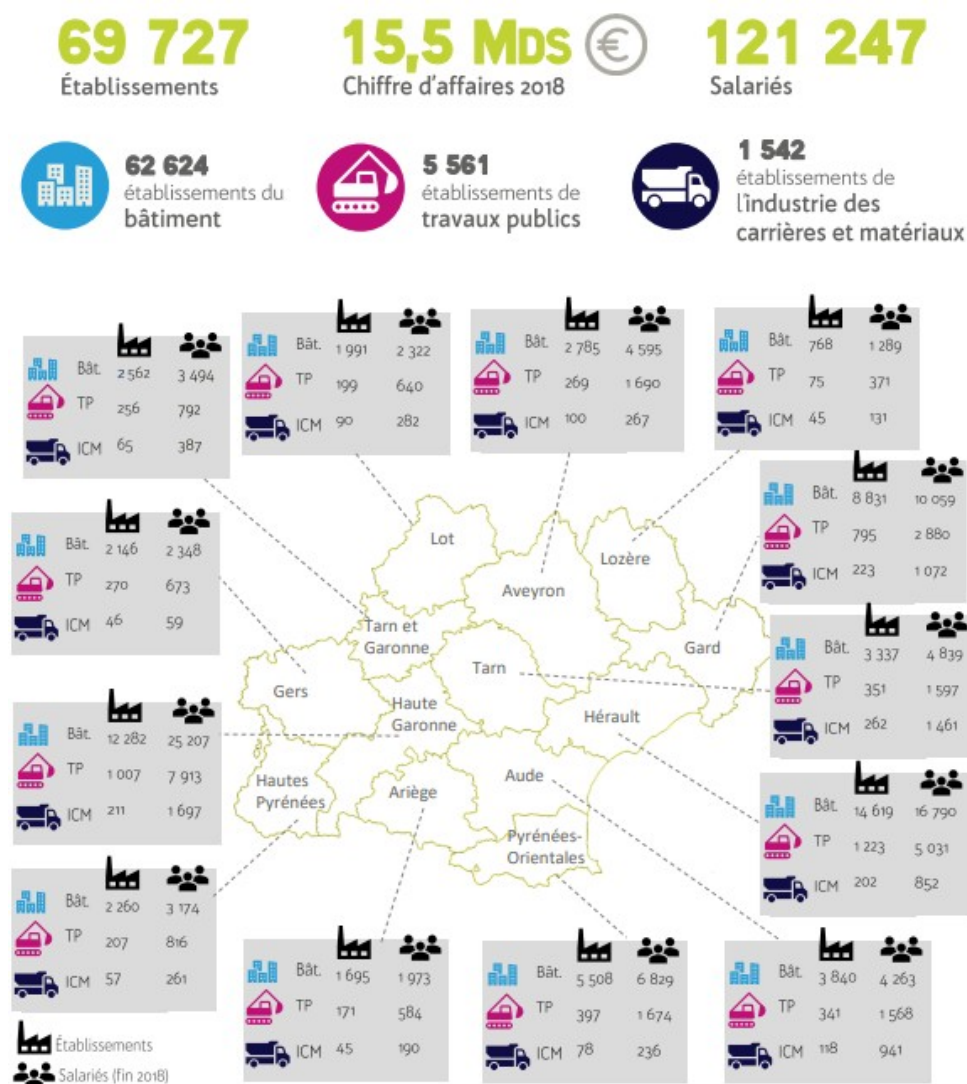 69 727
Établissements
15,5 MDS €
Chiffre d'affaires 2018
121 247
Salariés
62 624
établissements du
bâtiment
5 561
établissements de
travaux publics
1 542
établissements de
l'industrie des
carrières et matériaux
Bât. 2 562 3 494
TP 256 792
ICM 65 387
Bât. 1 991 2 322
TP 199 640
ICM 90 282
Bât. 2 785 4 595
TP 269 1 690
ICM 100 267
Bât. 768 1 289
TP 75 371
ICM 45 131
Bât. 8 831 10 059
TP 795 2 880
ICM 223 1 072
Bât. 2 146 2 348
TP 270 673
ICM 46 59
Lot
Aveyron
Lozère
Tarn et
Garonne
Tarn
Gard
Gers
Haute
Garonne
Hérault
Hautes
Pyrénées
Ariège
Aude
Pyrénées-
Orientales
Bât. 3 337 4 839
TP 351 1 597
ICM 262 1 461
Bât. 12 282 25 207
TP 1 007 7 913
ICM 211 1 697
Bât. 14 619 16 790
TP 1 223 5 031
ICM 202 852
Bât. 2 260 3 174
TP 207 816
ICM 57 261
Bât. 1 695 1 973
TP 171 584
ICM 45 190
Bât. 5 508 6 829
TP 397 1 674
ICM 78 236
Bât. 3 840 4 263
TP 341 1 568
ICM 118 941
Établissements
Salariés (fin 2018)